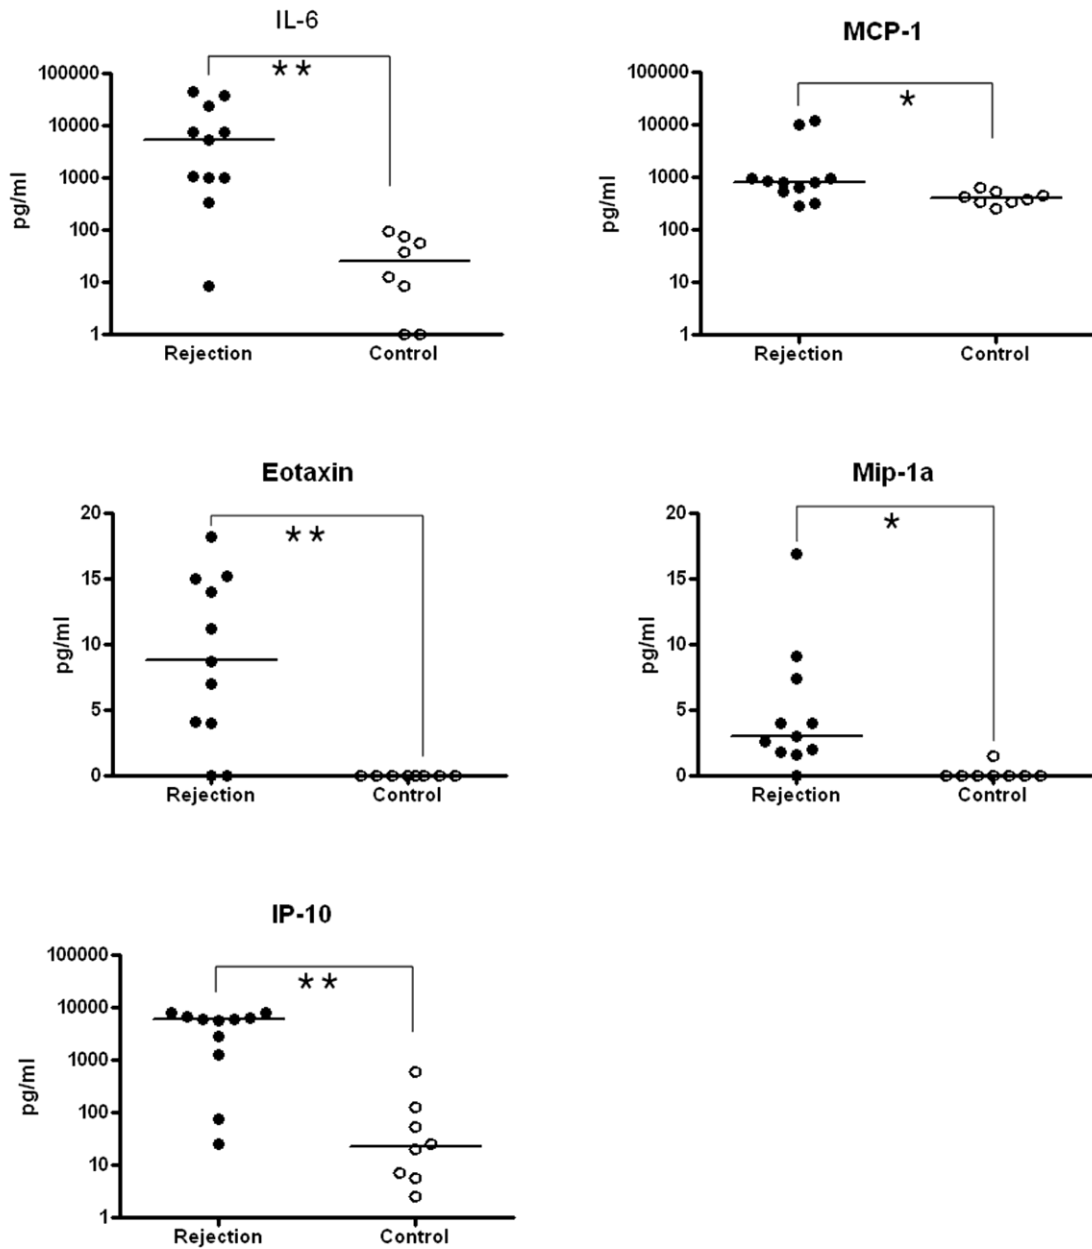 IL-6
**
100000
10000
1000
100
10
1
pg/ml
Rejection Control
MCP-1
*
100000
10000
1000
100
10
1
pg/ml
Rejection Control
Eotaxin
**
20
15
10
5
0
pg/ml
Rejection Control
Mip-1a
*
20
15
10
5
0
pg/ml
Rejection Control
IP-10
**
100000
10000
1000
100
10
1
pg/ml
Rejection Control